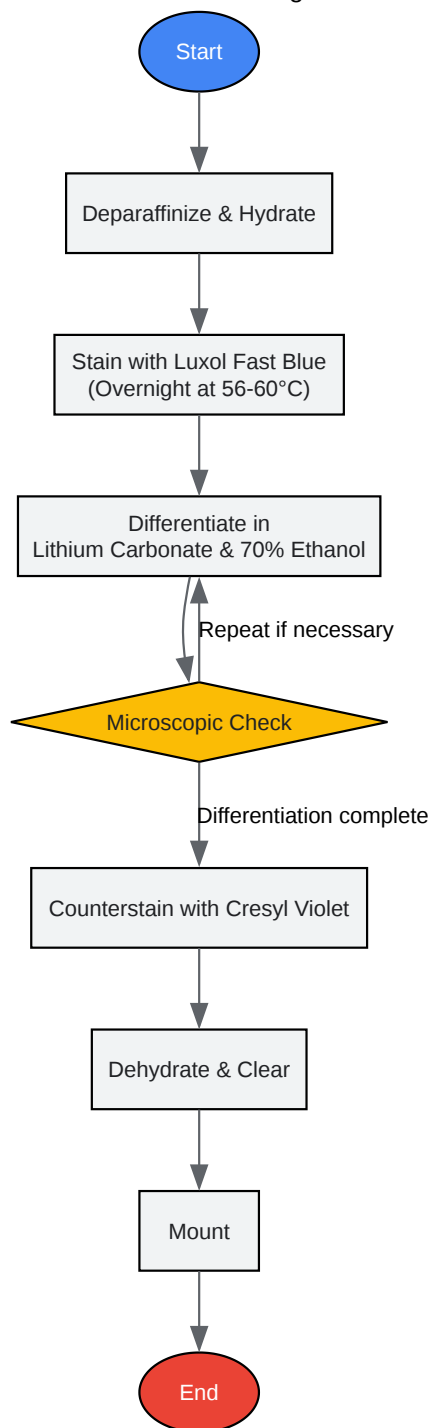 Start
Deparaffinize & Hydrate
Stain with Luxol Fast Blue
(Overnight at 56-60°C)
Differentiate in
Lithium Carbonate & 70% Ethanol
Repeat if necessary
Microscopic Check
Differentiation complete
Counterstain with Cresyl Violet
Dehydrate & Clear
Mount
End